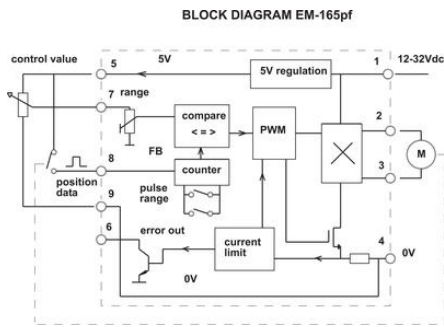 BLOCK DIAGRAM EM-165pf
control value
5
5V
5V regulation
1
12-32Vdc
7
range
compare
< = >
PWM
2
M
3
8
FB
counter
position
data
pulse
range
9
6
error out
current
limit
4
0V
0V